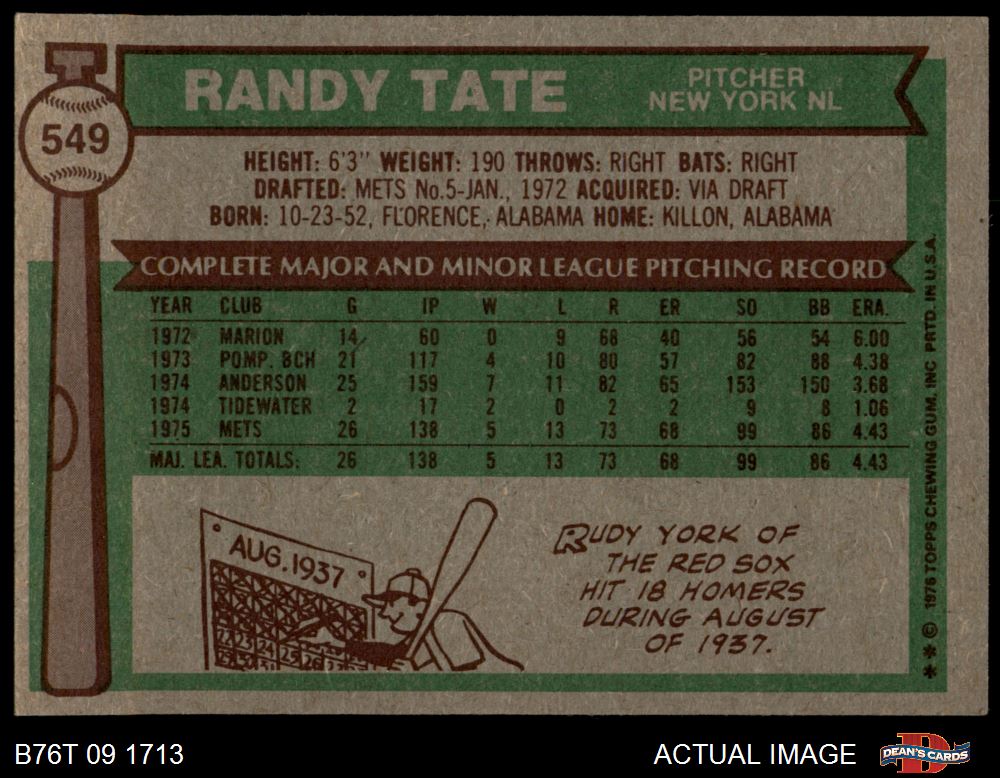 549
RANDY TATE
PITCHER
NEW YORK NL
HEIGHT: 6'3" WEIGHT: 190 THROWS: RIGHT BATS: RIGHT
DRAFTED: METS No.5-JAN., 1972 ACQUIRED: VIA DRAFT
BORN: 10-23-52, FLORENCE, ALABAMA HOME: KILLON, ALABAMA
COMPLETE MAJOR AND MINOR LEAGUE PITCHING RECORD
YEAR CLUB G IP W L R ER SO BB ERA.
1972 MARION 14 60 0 9 68 40 56 54 6.00
1973 POMP. BCH 21 117 4 10 80 57 82 88 4.38
1974 ANDERSON 25 159 7 11 82 65 153 150 3.68
1974 TIDEWATER 2 17 2 0 2 2 9 8 1.06
1975 METS 26 138 5 13 73 68 99 86 4.43
MAJ. LEA. TOTALS: 26 138 5 13 73 68 99 86 4.43
AUG. 1937
RUDY YORK OF
THE RED SOX
HIT 18 HOMERS
DURING AUGUST
OF 1937.
* * © 1976 TOPPS CHEWING GUM, INC PRTD. IN U.S.A.
B76T 09 1713
ACTUAL IMAGE
DEAN'S CARDS